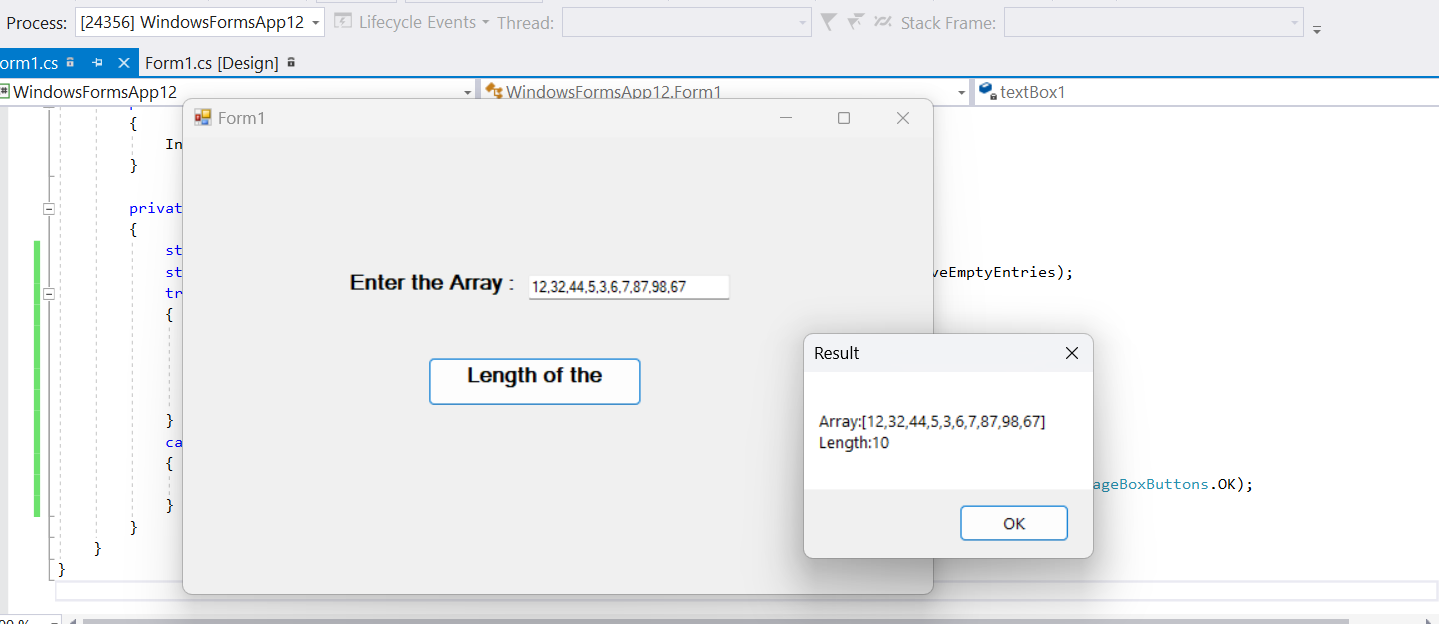 Process: [24356] WindowsFormsApp12 Lifecycle Events Thread: Stack Frame:
orm1.cs Form1.cs [Design]
WindowsFormsApp12 WindowsFormsApp12.Form1 textBox1
Form1
{
In
}
privat
{
st
st veEmptyEntries);
Enter the Array : 12,32,44,5,3,6,7,87,98,67
tr
{
Result
Length of the
Array:[12,32,44,5,3,6,7,87,98,67]
}
ca
Length:10
{
ageBoxButtons.OK);
}
OK
}
}
}